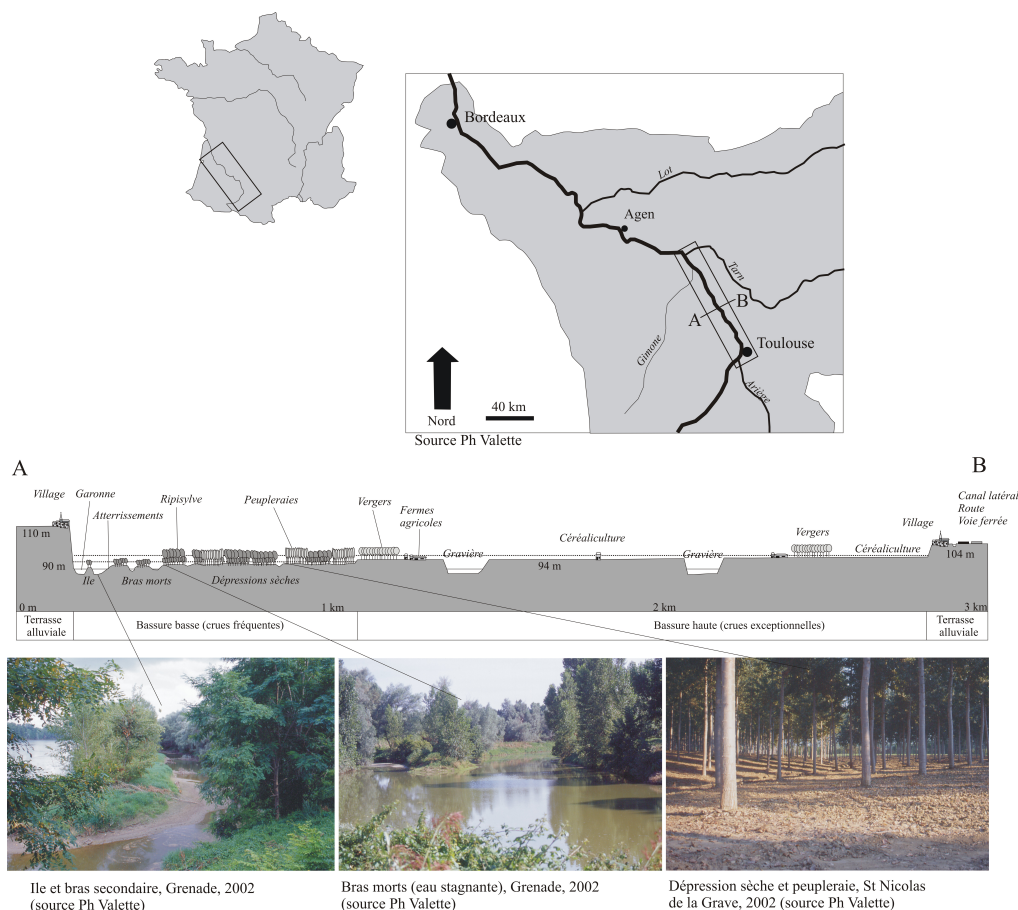 Bordeaux
Lot
Agen
Tarn
B
A
Gimone
Toulouse
Ariège
Nord
40 km
Source Ph Valette
A
B
Village
Garonne
Atterrissements
Ripisylve
Peupleraies
Vergers
Fermes
agricoles
Gravière
Céréaliculture
Gravière
Vergers
Village
Céréaliculture
Canal latéral
Route
Voie ferrée
110 m
90 m
Ile
Bras morts
Dépressions sèches
94 m
104 m
0 m
1 km
2 km
3 km
Terrasse
alluviale
Bassure basse (crues fréquentes)
Bassure haute (crues exceptionnelles)
Terrasse
alluviale
Ile et bras secondaire, Grenade, 2002
(source Ph Valette)
Bras morts (eau stagnante), Grenade, 2002
(source Ph Valette)
Dépression sèche et peupleraie, St Nicolas
de la Grave, 2002 (source Ph Valette)